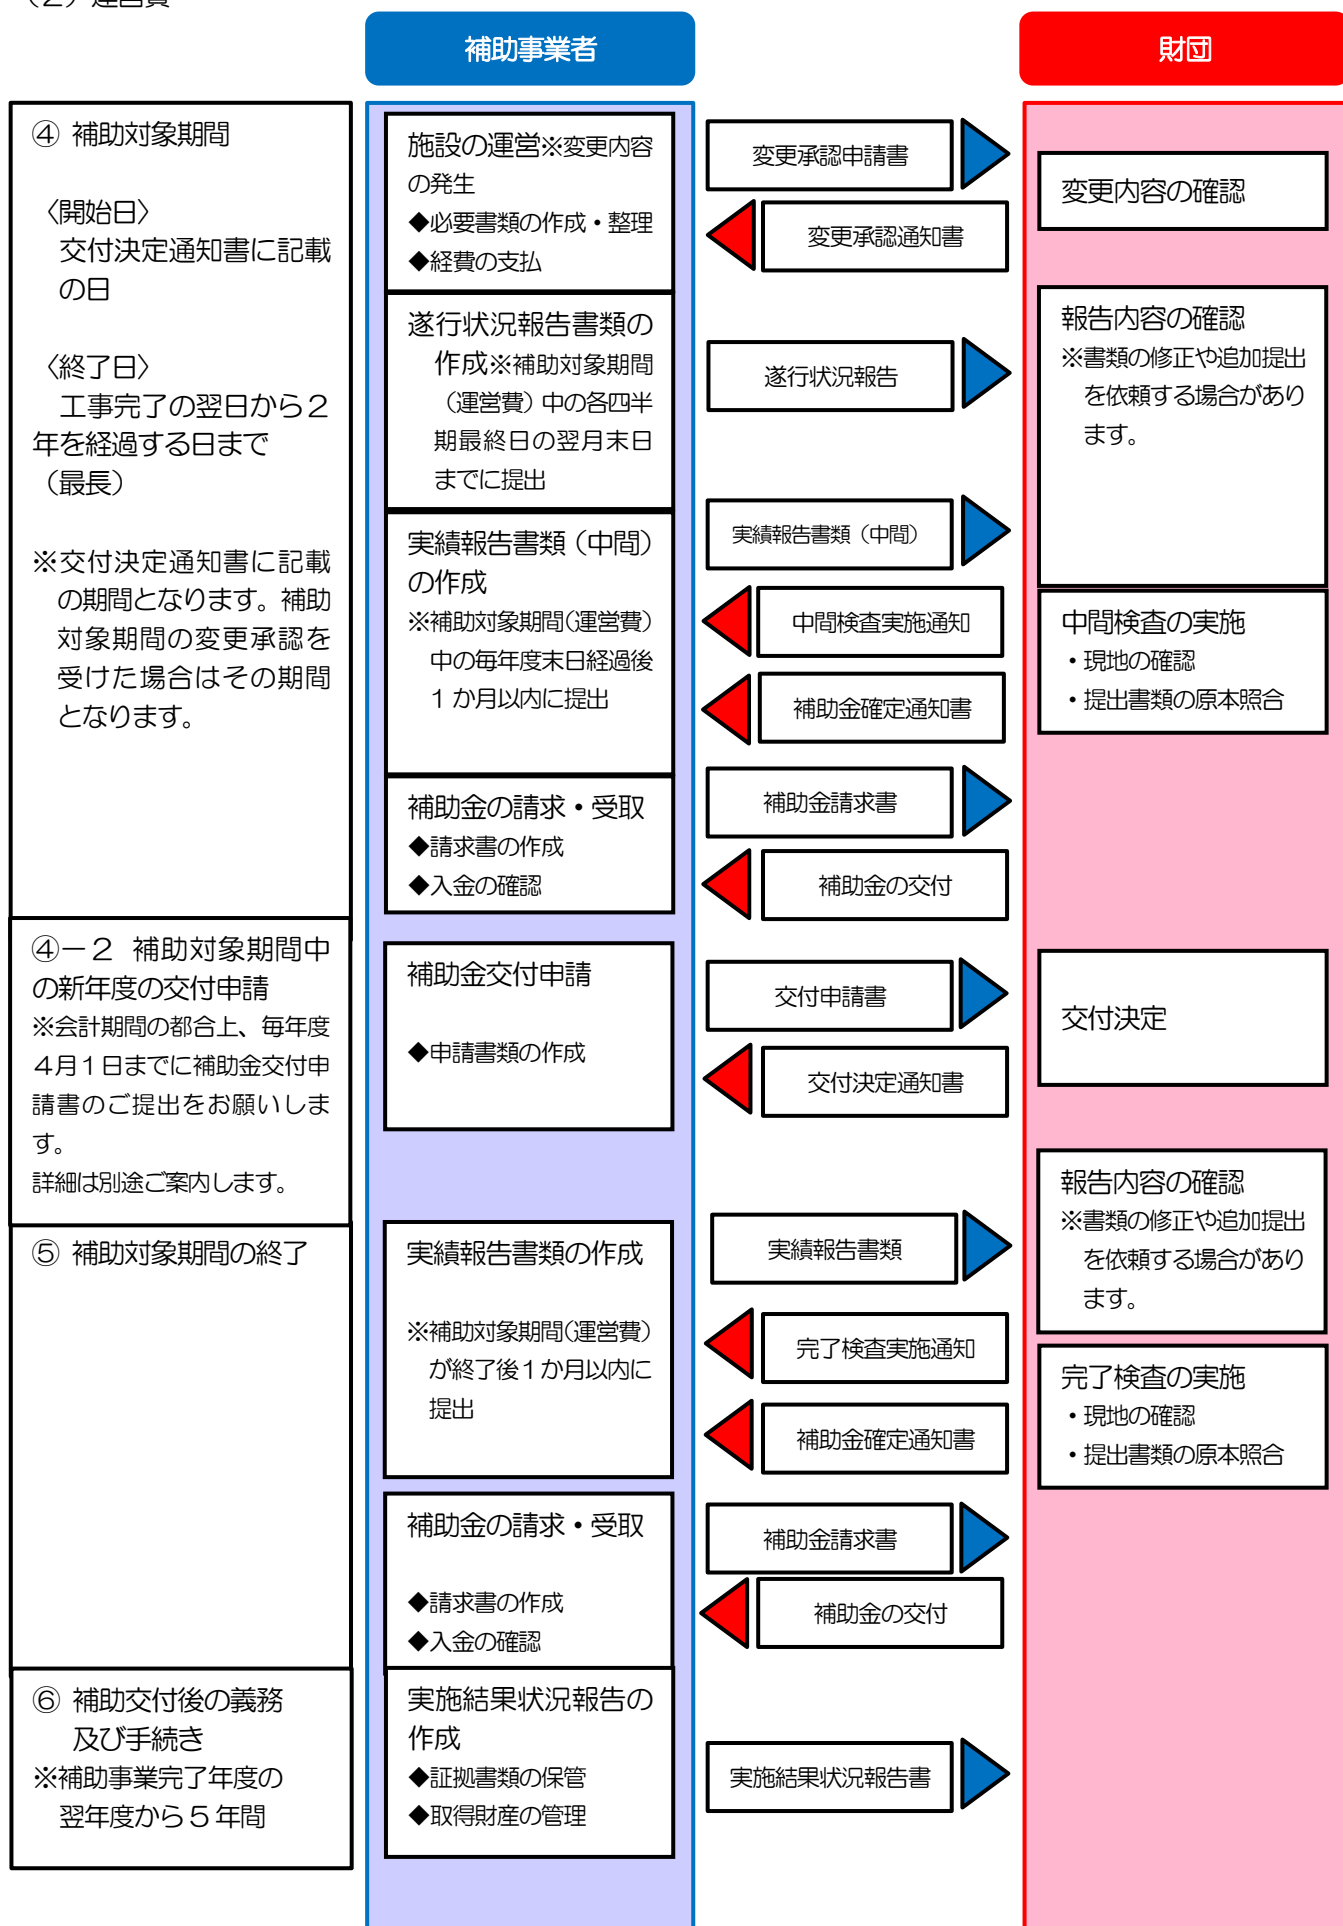 （２）運営費
補助事業者
財団
④ 補助対象期間
〈開始日〉
交付決定通知書に記載
の日
〈終了日〉
工事完了の翌日から２
年を経過する日まで
（最長）
※交付決定通知書に記載
の期間となります。補助
対象期間の変更承認を
受けた場合はその期間
となります。
施設の運営※変更内容
の発生
◆必要書類の作成・整理
◆経費の支払
変更承認申請書
変更承認通知書
変更内容の確認
遂行状況報告書類の
作成※補助対象期間
（運営費）中の各四半
期最終日の翌月末日
までに提出
遂行状況報告
報告内容の確認
※書類の修正や追加提出
を依頼する場合があり
ます。
実績報告書類（中間）
の作成
※補助対象期間（運営費）
中の毎年度末日経過後
１か月以内に提出
実績報告書類（中間）
中間検査実施通知
補助金確定通知書
中間検査の実施
・現地の確認
・提出書類の原本照合
補助金の請求・受取
◆請求書の作成
◆入金の確認
補助金請求書
補助金の交付
④－２ 補助対象期間中
の新年度の交付申請
※会計期間の都合上、毎年度
４月１日までに補助金交付申
請書のご提出をお願いしま
す。
詳細は別途ご案内します。
補助金交付申請
◆申請書類の作成
交付申請書
交付決定通知書
交付決定
⑤ 補助対象期間の終了
実績報告書類の作成
※補助対象期間（運営費）
が終了後１か月以内に
提出
実績報告書類
完了検査実施通知
補助金確定通知書
報告内容の確認
※書類の修正や追加提出
を依頼する場合があり
ます。
完了検査の実施
・現地の確認
・提出書類の原本照合
補助金の請求・受取
◆請求書の作成
◆入金の確認
補助金請求書
補助金の交付
⑥ 補助交付後の義務
及び手続き
※補助事業完了年度の
翌年度から５年間
実施結果状況報告の
作成
◆証拠書類の保管
◆取得財産の管理
実施結果状況報告書